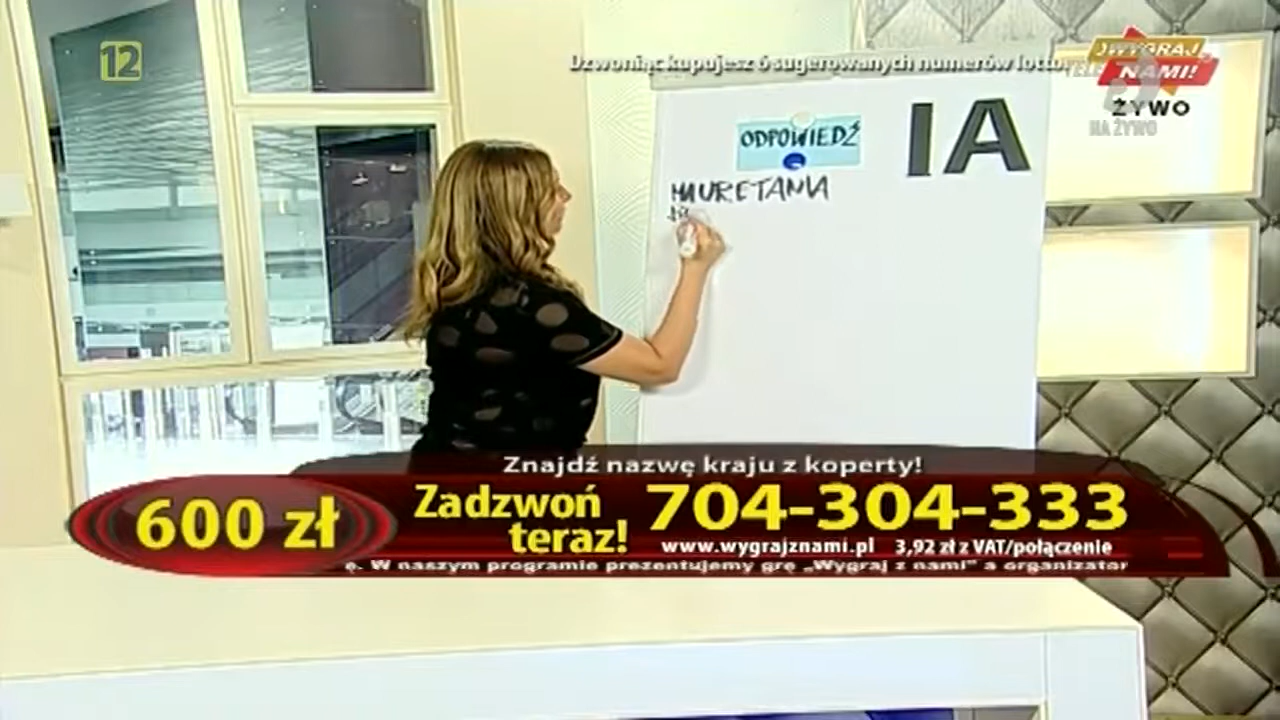 12
Dzwoniąc kupujesz 6 sugerowanych numerów lotto
WYGRAJ
NAMI!
ŻYWO
NA ŻYWO
IA
ODPOWIEDŹ
MAURETANIA
Znajdź nazwę kraju z koperty!
600 zł
Zadzwoń
teraz!
704-304-333
www.wygrajznami.pl 3,92 zł z VAT/połączenie
ę. W naszym programie prezentujemy grę „Wygraj z nami" a organizator